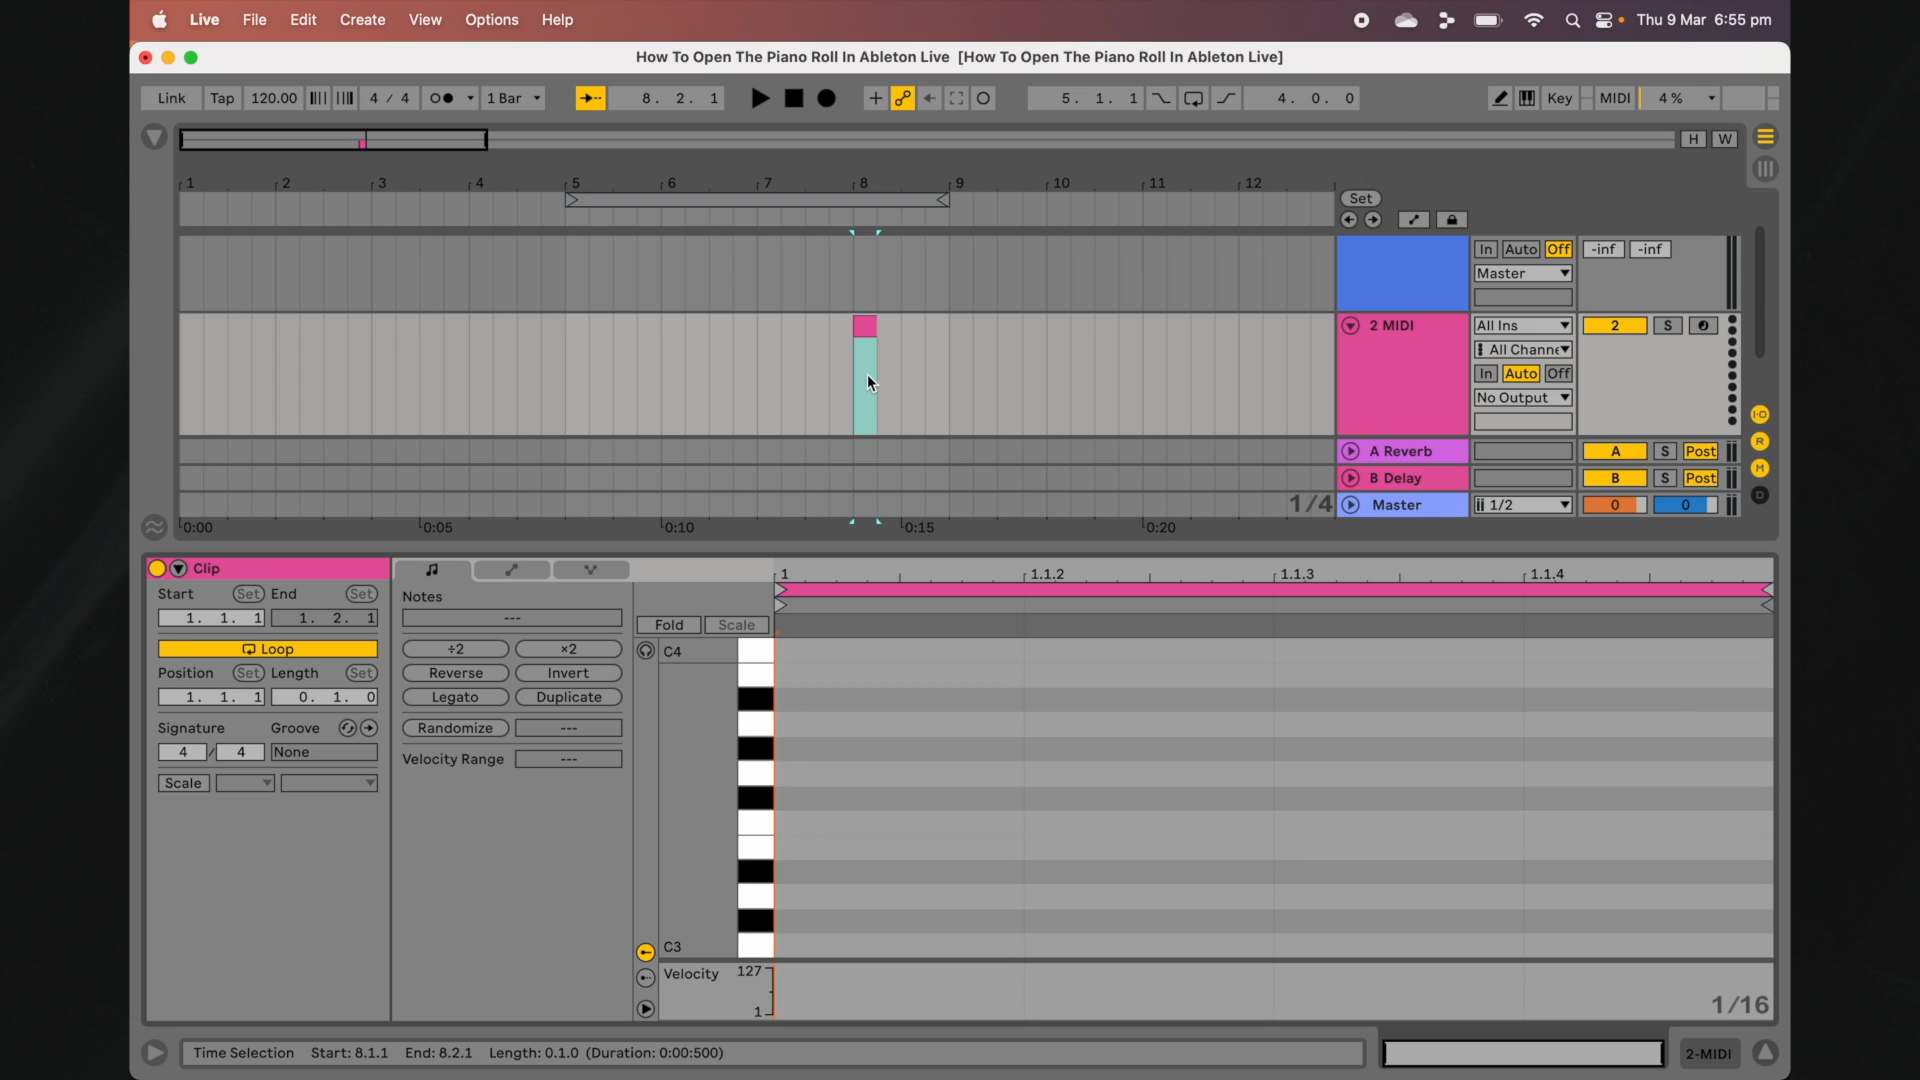 Live File Edit Create View Options Help Thu 9 Mar 6:55 pm
How To Open The Piano Roll In Ableton Live [How To Open The Piano Roll In Ableton Live]
Link Tap 120.00 4 / 4 1 Bar 8. 2. 1 5. 1. 1 4. 0. 0 Key MIDI 4 %
H W
1 2 3 4 5 6 7 8 9 10 11 12
Set
In Auto Off -inf -inf
Master
2 MIDI All Ins 2 S
All Channe
In Auto Off
No Output
A Reverb A S Post
B Delay B S Post
1/4 Master 1/2 0 0
0:00 0:05 0:10 0:15 0:20
I·O
R
M
D
Clip
Start Set End Set
1. 1. 1 1. 2. 1
Loop
Position Set Length Set
1. 1. 1 0. 1. 0
Signature Groove
4 / 4 None
Scale
Notes
---
÷2 ×2
Reverse Invert
Legato Duplicate
Randomize ---
Velocity Range ---
1 1.1.2 1.1.3 1.1.4
Fold Scale
C4
C3
Velocity 127
1
1/16
Time Selection Start: 8.1.1 End: 8.2.1 Length: 0.1.0 (Duration: 0:00:500)
2-MIDI